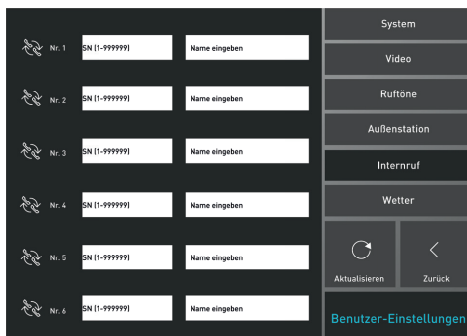 Nr. 1 SN (1-999999) Name eingeben
Nr. 2 SN (1-999999) Name eingeben
Nr. 3 SN (1-999999) Name eingeben
Nr. 4 SN (1-999999) Name eingeben
Nr. 5 SN (1-999999) Name eingeben
Nr. 6 SN (1-999999) Name eingeben
System
Video
Ruftöne
Außenstation
Internruf
Wetter
Aktualisieren
Zurück
Benutzer-Einstellungen